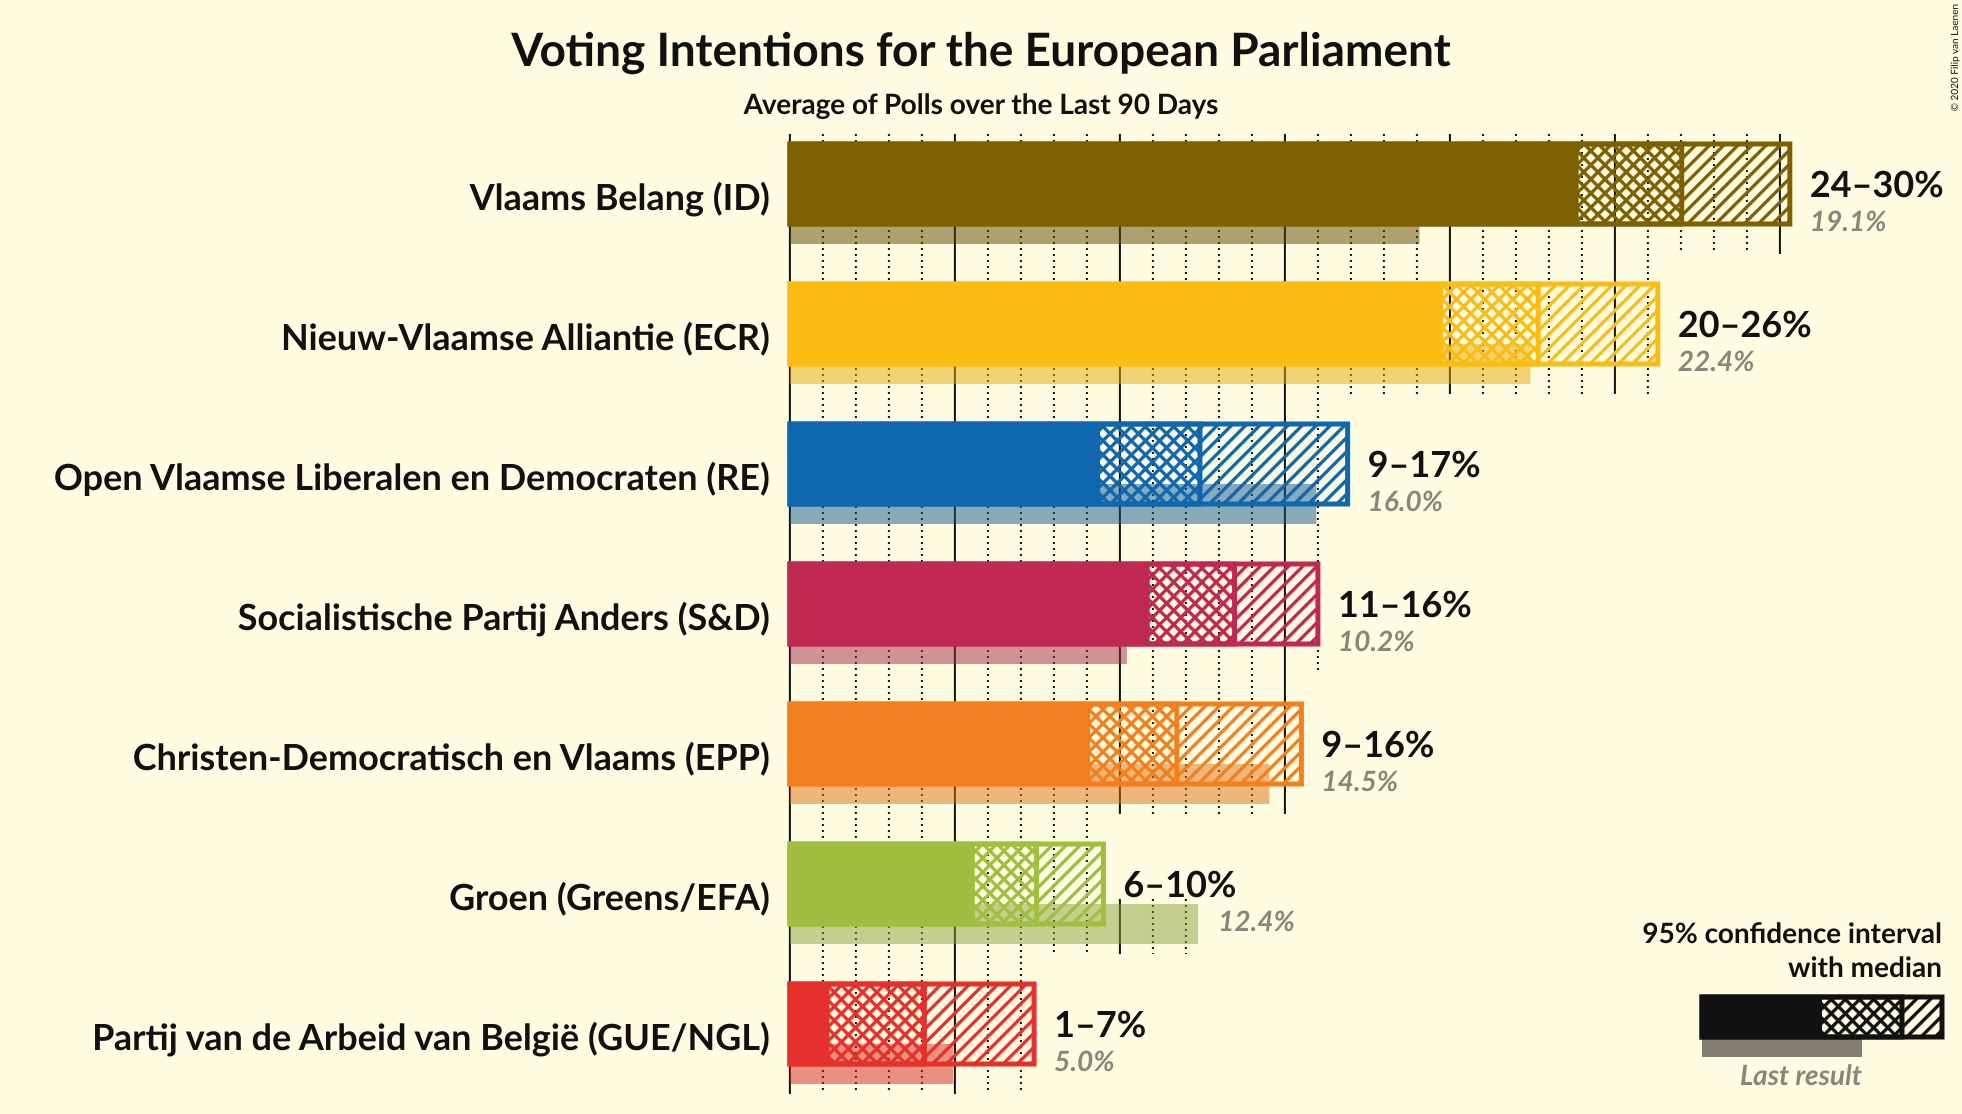 Voting Intentions for the European Parliament
Average of Polls over the Last 90 Days
© 2020 Filip van Laenen
Vlaams Belang (ID)
24–30%
19.1%
Nieuw-Vlaamse Alliantie (ECR)
20–26%
22.4%
Open Vlaamse Liberalen en Democraten (RE)
9–17%
16.0%
Socialistische Partij Anders (S&D)
11–16%
10.2%
Christen-Democratisch en Vlaams (EPP)
9–16%
14.5%
Groen (Greens/EFA)
6–10%
12.4%
Partij van de Arbeid van België (GUE/NGL)
1–7%
5.0%
95% confidence interval
with median
Last result